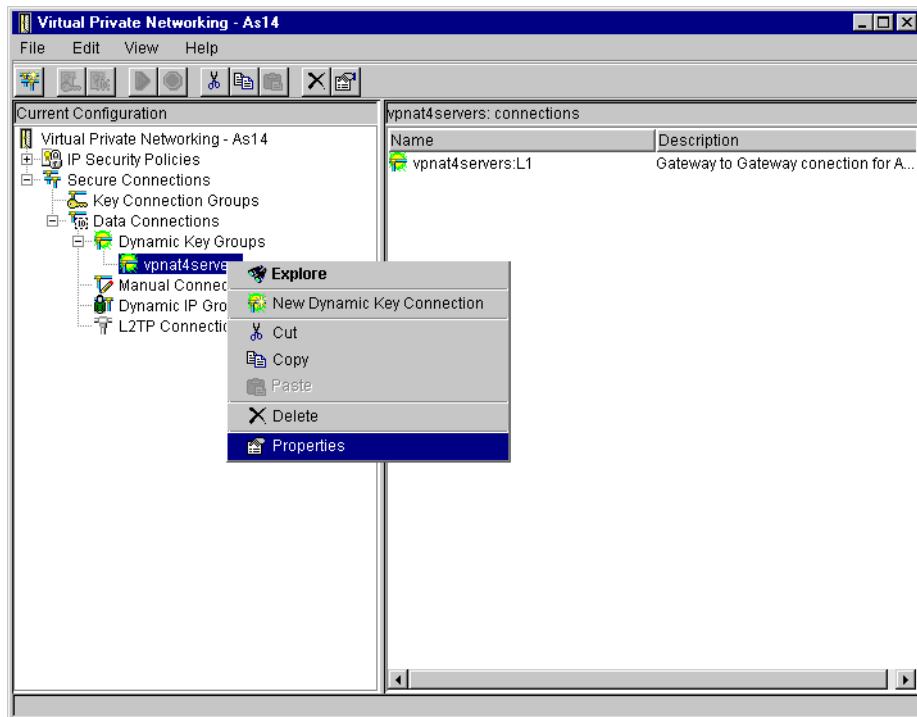 Virtual Private Networking - As14
File Edit View Help
Current Configuration
vpnat4servers: connections
Virtual Private Networking - As14
IP Security Policies
Secure Connections
Key Connection Groups
Data Connections
Dynamic Key Groups
vpnat4serve
Manual Connec
Dynamic IP Gro
L2TP Connectio
Name Description
vpnat4servers:L1 Gateway to Gateway conection for A...
Explore
New Dynamic Key Connection
Cut
Copy
Paste
Delete
Properties